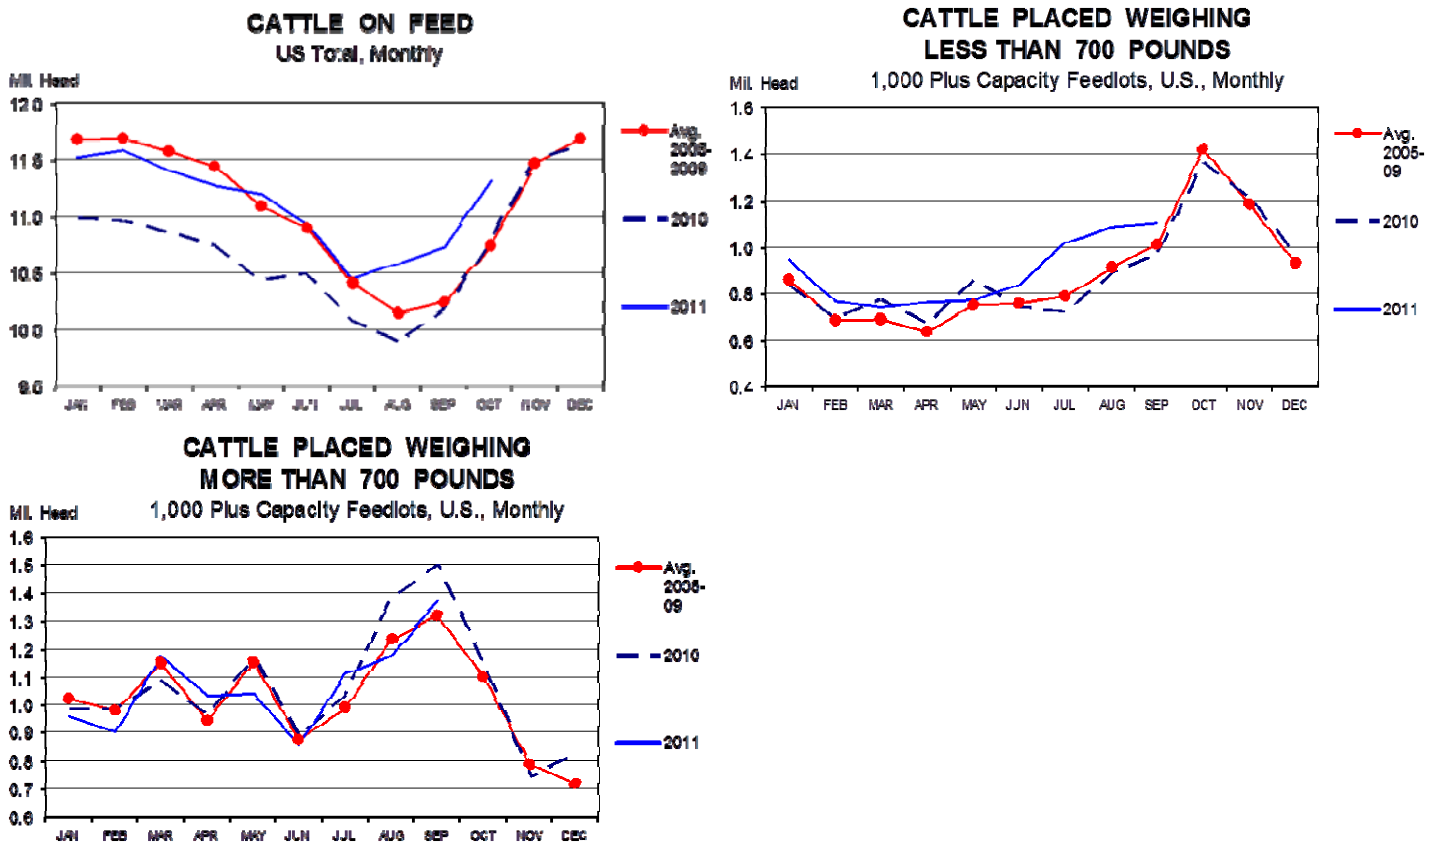 CATTLE ON FEED
US Total, Monthly
Mil. Head
12.0
11.5
11.0
10.5
10.0
9.5
JAN FEB MAR APR MAY JUN JUL AUG SEP OCT NOV DEC
Avg.
2005-
2009
2010
2011
CATTLE PLACED WEIGHING
LESS THAN 700 POUNDS
1,000 Plus Capacity Feedlots, U.S., Monthly
Mil. Head
1.6
1.4
1.2
1.0
0.8
0.6
0.4
JAN FEB MAR APR MAY JUN JUL AUG SEP OCT NOV DEC
Avg.
2005-
09
2010
2011
CATTLE PLACED WEIGHING
MORE THAN 700 POUNDS
1,000 Plus Capacity Feedlots, U.S., Monthly
Mil. Head
1.6
1.5
1.4
1.3
1.2
1.1
1.0
0.9
0.8
0.7
0.6
JAN FEB MAR APR MAY JUN JUL AUG SEP OCT NOV DEC
Avg.
2005-
09
2010
2011